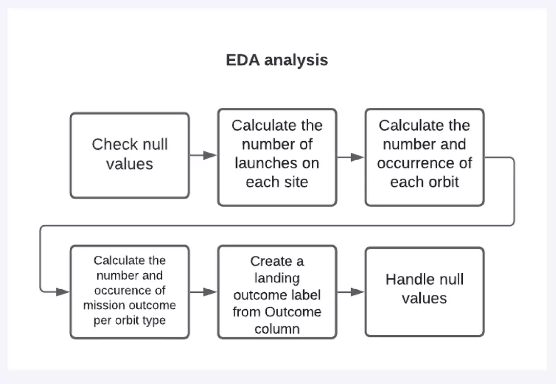 EDA analysis
Check null
values
Calculate the
number of
launches on
each site
Calculate the
number and
occurrence of
each orbit
Calculate the
number and
occurence of
mission outcome
per orbit type
Create a
landing
outcome label
from Outcome
column
Handle null
values